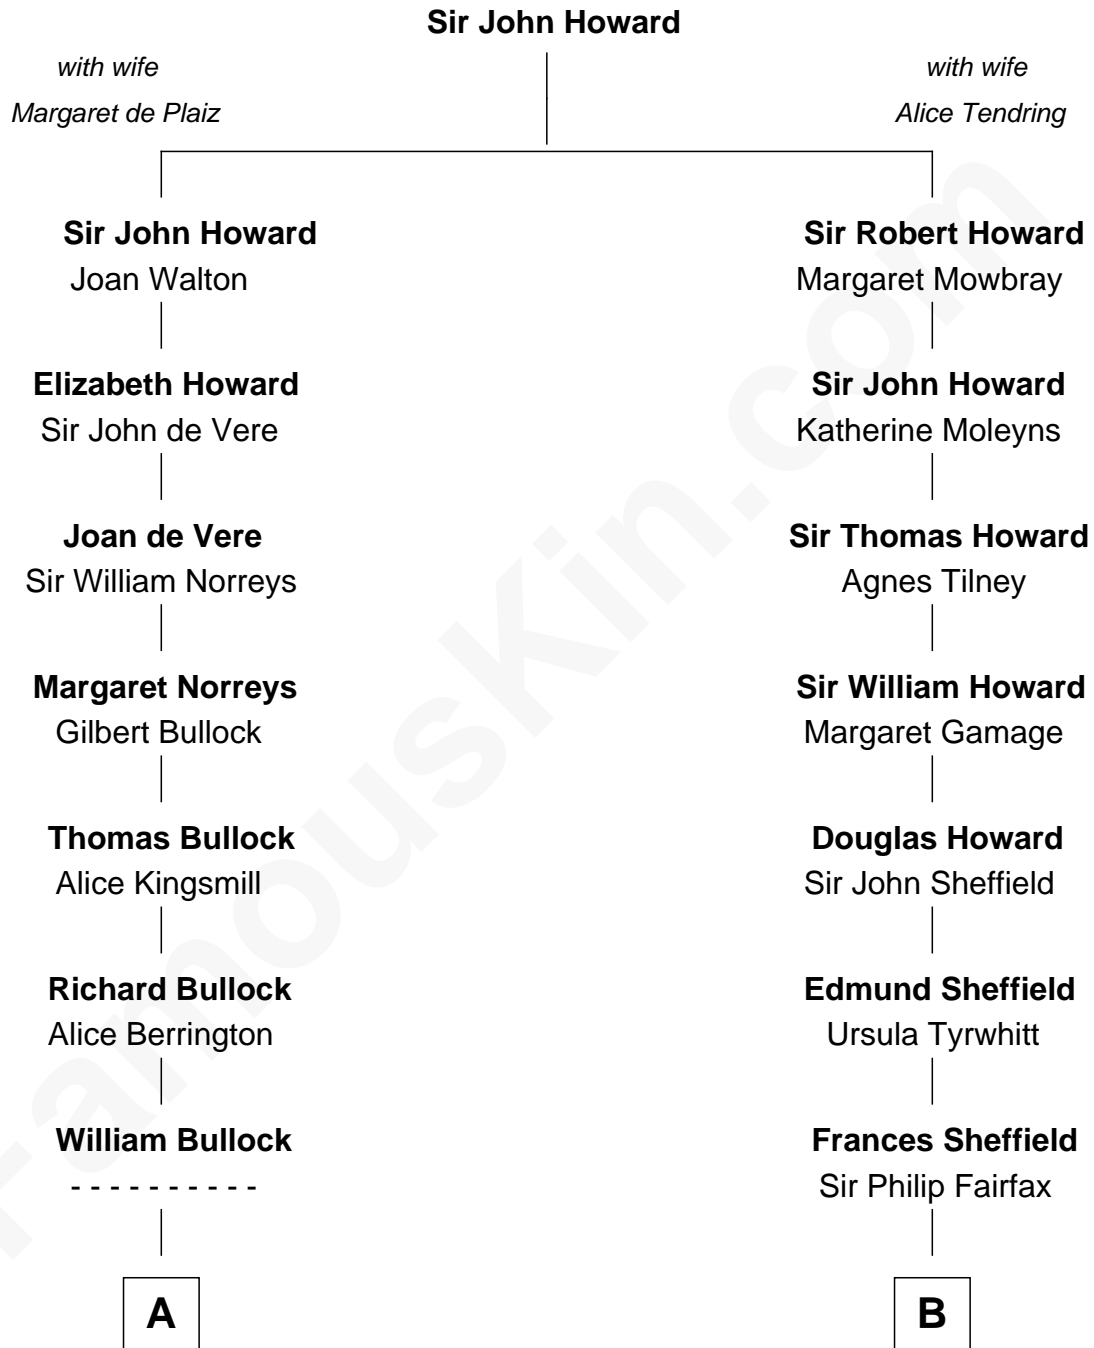 Sir John Howard
with wife
Margaret de Plaiz
with wife
Alice Tendring
Sir John Howard
Joan Walton
Sir Robert Howard
Margaret Mowbray
Elizabeth Howard
Sir John de Vere
Sir John Howard
Katherine Moleyns
Joan de Vere
Sir William Norreys
Sir Thomas Howard
Agnes Tilney
Margaret Norreys
Gilbert Bullock
Sir William Howard
Margaret Gamage
Thomas Bullock
Alice Kingsmill
Douglas Howard
Sir John Sheffield
Richard Bullock
Alice Berrington
Edmund Sheffield
Ursula Tyrwhitt
William Bullock
- - - - - - - - - -
Frances Sheffield
Sir Philip Fairfax
A
B
FamousKin.com